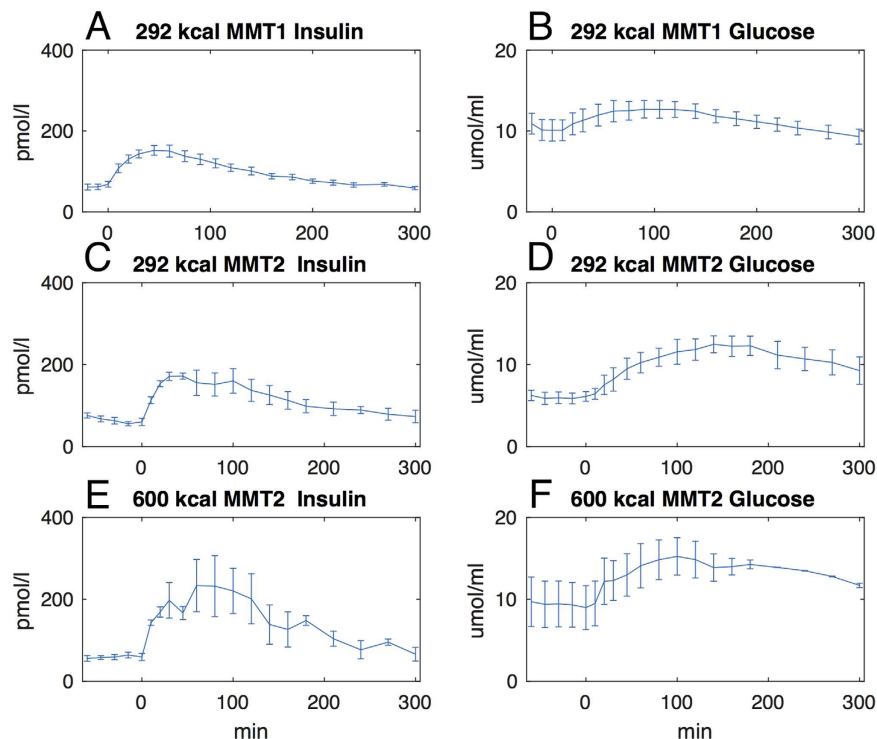 A 292 kcal MMT1 Insulin
B 292 kcal MMT1 Glucose
400
200
0
pmol/l
0 100 200 300
20
10
0
umol/ml
0 100 200 300
C 292 kcal MMT2 Insulin
D 292 kcal MMT2 Glucose
400
200
0
pmol/l
0 100 200 300
20
10
0
umol/ml
0 100 200 300
E 600 kcal MMT2 Insulin
F 600 kcal MMT2 Glucose
400
200
0
pmol/l
0 100 200 300
min
20
10
0
umol/ml
0 100 200 300
min